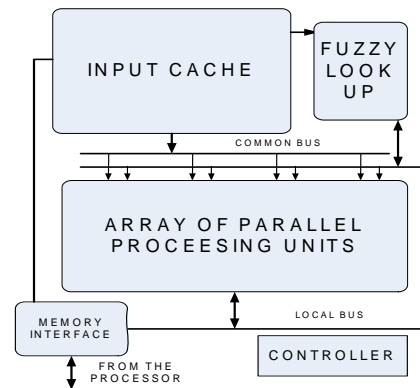 INPUT CACHE
FUZZY
LOOK
UP
COMMON BUS
ARRAY OF PARALLEL
PROCEESING UNITS
MEMORY
INTERFACE
LOCAL BUS
CONTROLLER
FROM THE
PROCESSOR